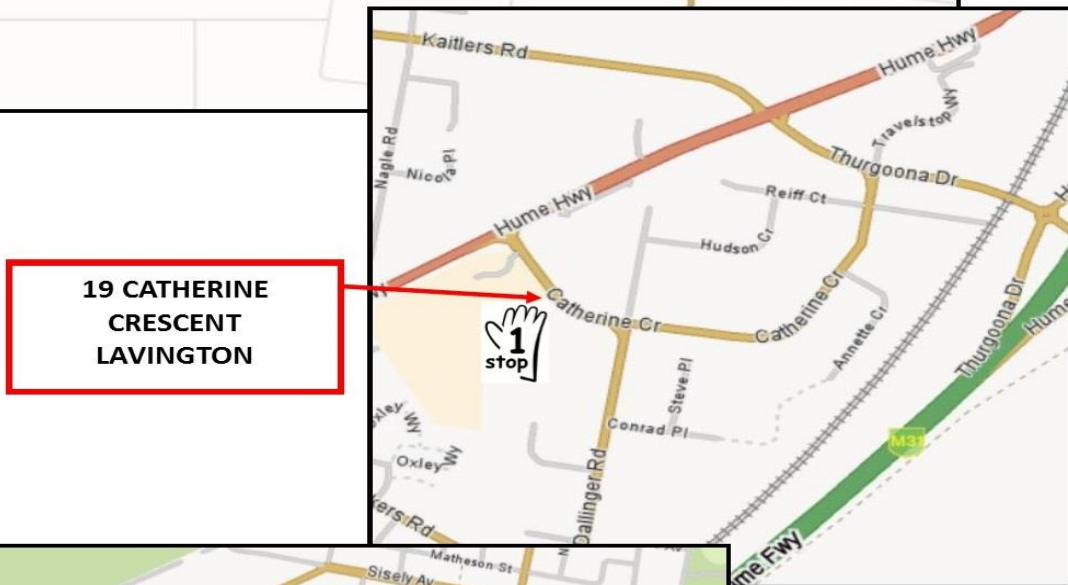 Kaitlers Rd
Hume Hwy
Travelstop Wy
Nagle Rd
Nicola Pl
Thurgoona Dr
Reiff Ct
Hume Hwy
Hudson Cr
19 CATHERINE
CRESCENT
LAVINGTON
Catherine Cr
Catherine Cr
1
stop
Annette Cr
Thurgoona Dr
Hume
Steve Pl
Conrad Pl
M31
Wy
Oxley Wy
Dallinger Rd
Rd
Matheson St
Sisely Av
Fwy